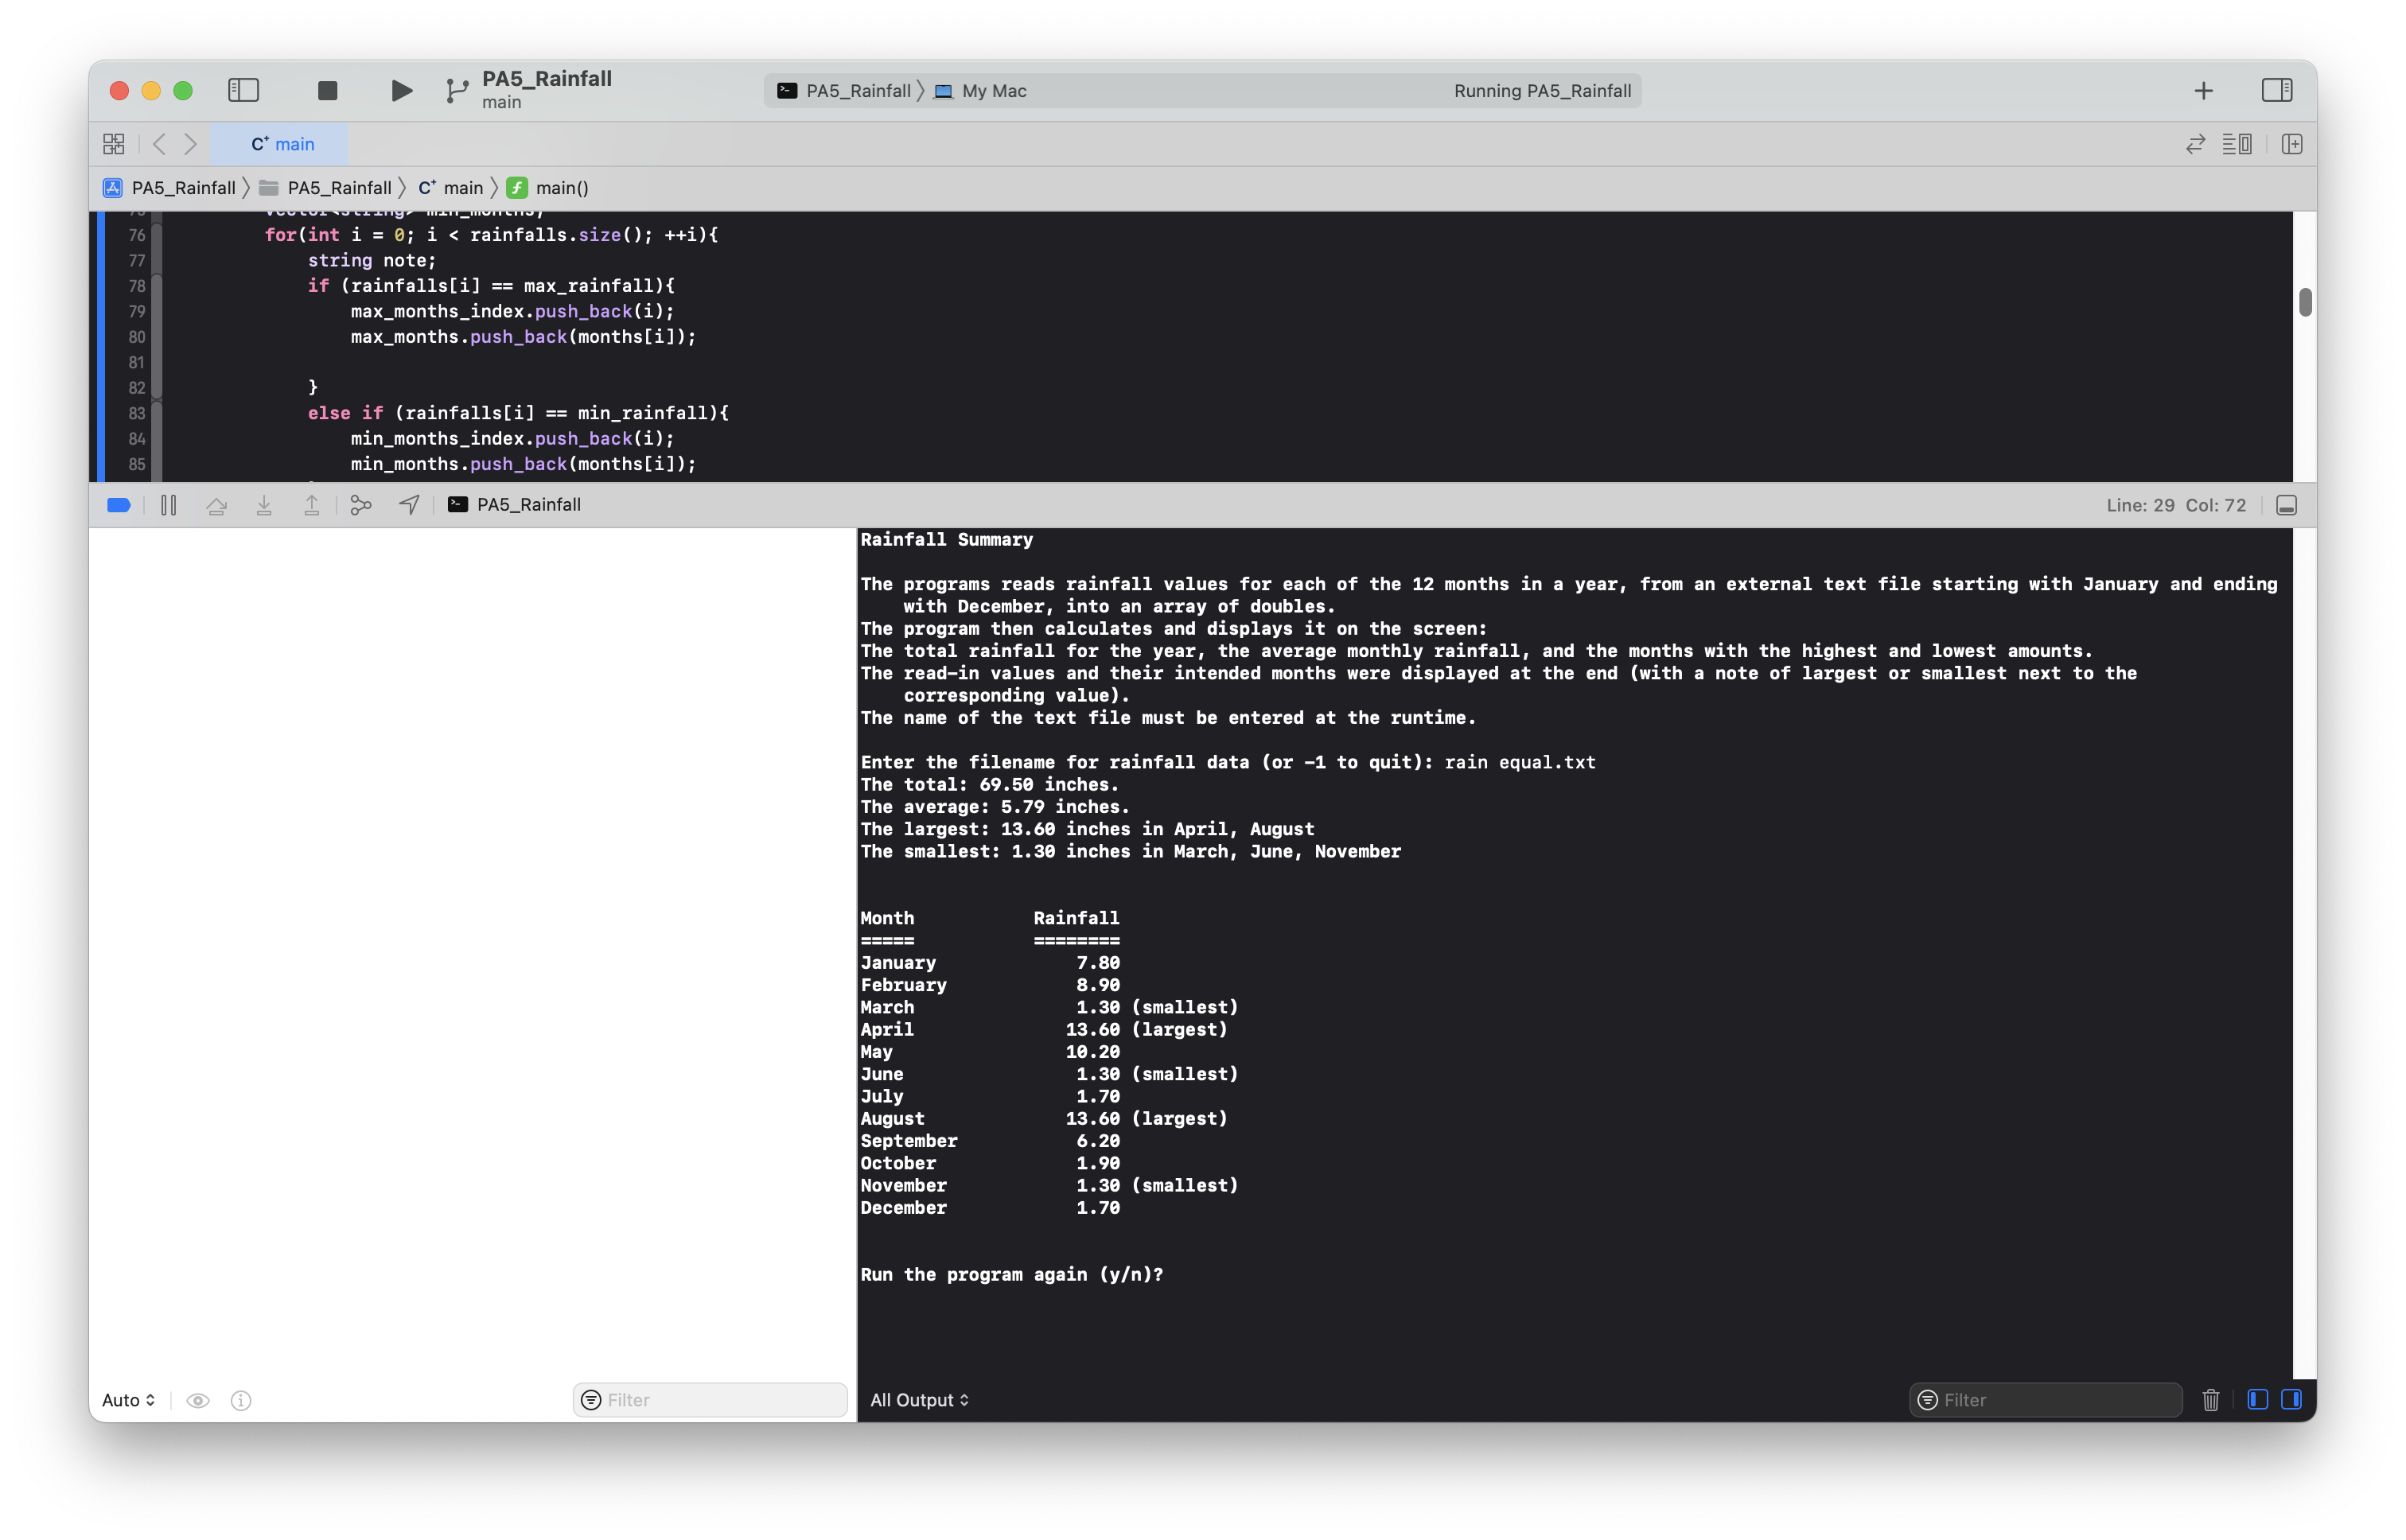 PA5_Rainfall
main
PA5_Rainfall My Mac
Running PA5_Rainfall
C+ main
PA5_Rainfall PA5_Rainfall C+ main f main()
75 vector<string> min_months;
76 for(int i = 0; i < rainfalls.size(); ++i){
77 string note;
78 if (rainfalls[i] == max_rainfall){
79 max_months_index.push_back(i);
80 max_months.push_back(months[i]);
81
82 }
83 else if (rainfalls[i] == min_rainfall){
84 min_months_index.push_back(i);
85 min_months.push_back(months[i]);
PA5_Rainfall
Line: 29 Col: 72
Rainfall Summary
The programs reads rainfall values for each of the 12 months in a year, from an external text file starting with January and ending
with December, into an array of doubles.
The program then calculates and displays it on the screen:
The total rainfall for the year, the average monthly rainfall, and the months with the highest and lowest amounts.
The read-in values and their intended months were displayed at the end (with a note of largest or smallest next to the
corresponding value).
The name of the text file must be entered at the runtime.
Enter the filename for rainfall data (or -1 to quit): rain equal.txt
The total: 69.50 inches.
The average: 5.79 inches.
The largest: 13.60 inches in April, August
The smallest: 1.30 inches in March, June, November
Month Rainfall
===== ========
January 7.80
February 8.90
March 1.30 (smallest)
April 13.60 (largest)
May 10.20
June 1.30 (smallest)
July 1.70
August 13.60 (largest)
September 6.20
October 1.90
November 1.30 (smallest)
December 1.70
Run the program again (y/n)?
Auto
Filter
All Output
Filter